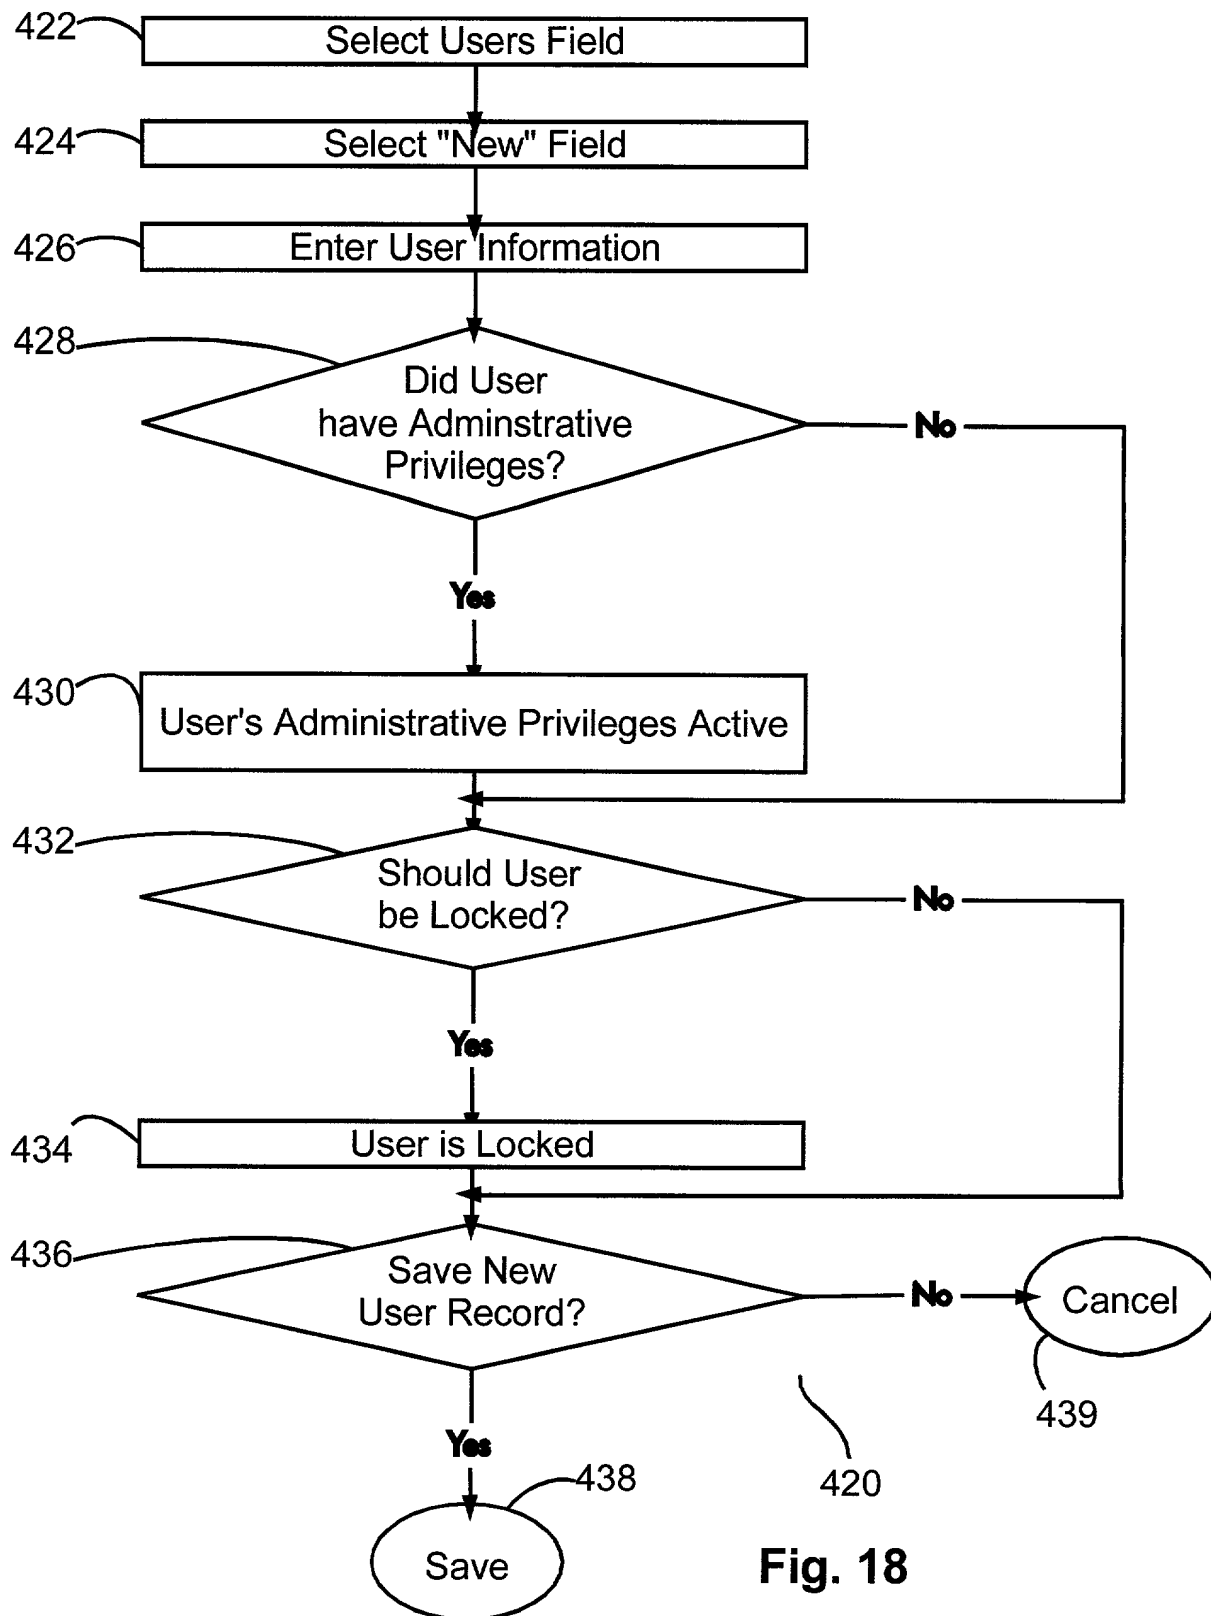 422
Select Users Field
424
Select "New" Field
426
Enter User Information
428
Did User
have Adminstrative
Privileges?
No
Yes
430
User's Administrative Privileges Active
432
Should User
be Locked?
No
Yes
434
User is Locked
436
Save New
User Record?
No
Cancel
439
Yes
438
420
Save
Fig. 18